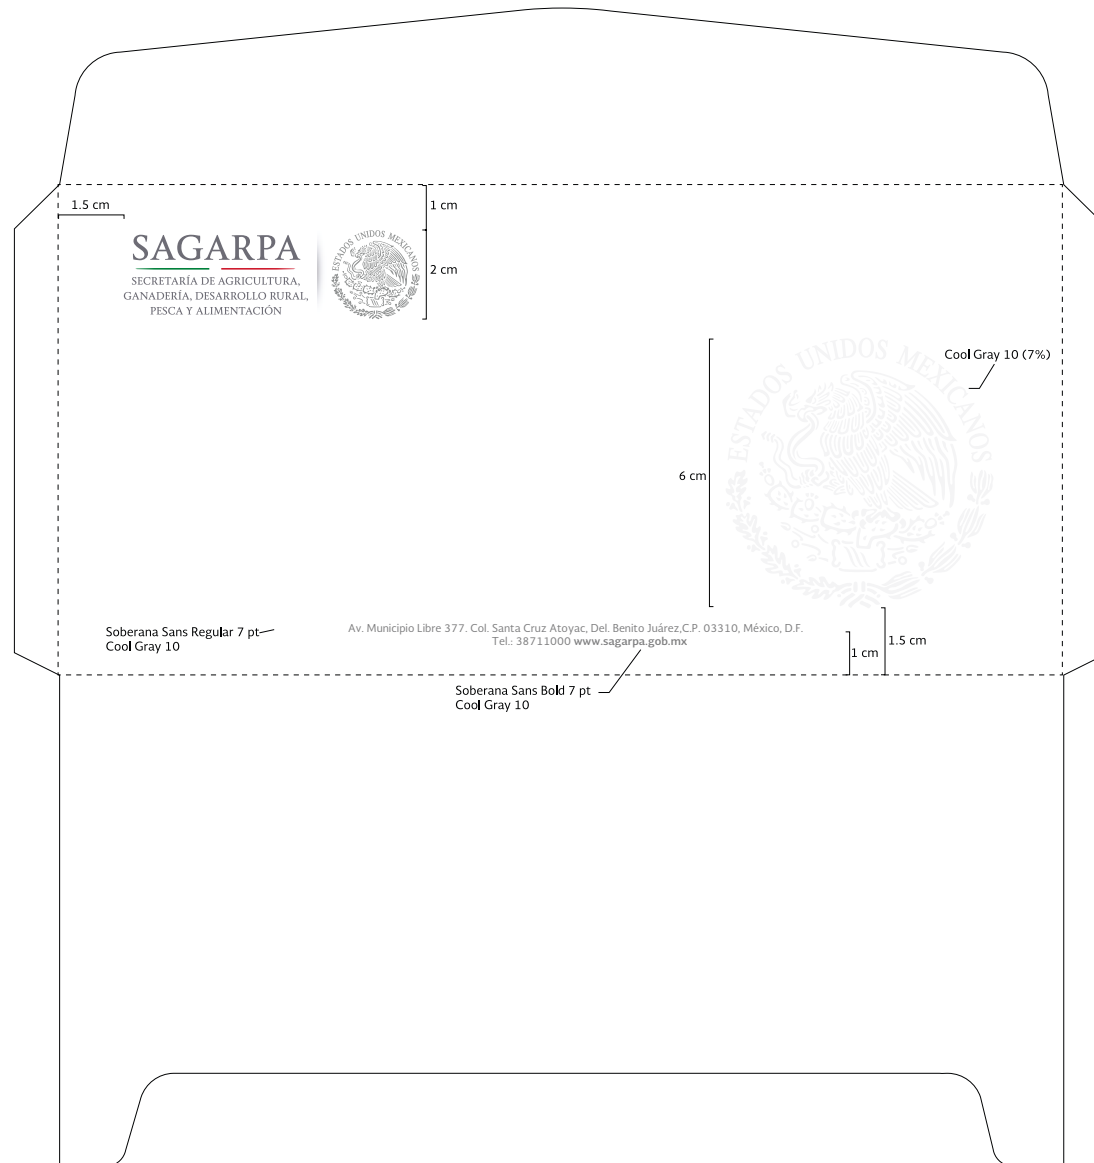 1.5 cm
1 cm
SAGARPA
SECRETARÍA DE AGRICULTURA,
GANADERÍA, DESARROLLO RURAL,
PESCA Y ALIMENTACIÓN
ESTADOS UNIDOS MEXICANOS
2 cm
ESTADOS UNIDOS MEXICANOS
Cool Gray 10 (7%)
6 cm
Soberana Sans Regular 7 pt
Cool Gray 10
Av. Municipio Libre 377. Col. Santa Cruz Atoyac, Del. Benito Juárez,C.P. 03310, México, D.F.
Tel.: 38711000 www.sagarpa.gob.mx
1 cm
1.5 cm
Soberana Sans Bold 7 pt
Cool Gray 10